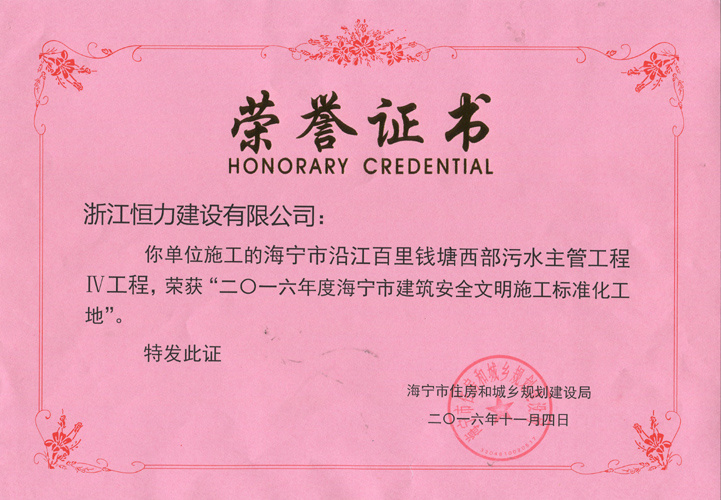 荣誉证书
HONORARY CREDENTIAL
浙江恒力建设有限公司：
你单位施工的海宁市沿江百里钱塘西部污水主管工程
Ⅳ工程，荣获“二〇一六年度海宁市建筑安全文明施工标准化工
地”。
特发此证
海宁市住房和城乡规划建设局
二〇一六年十一月四日